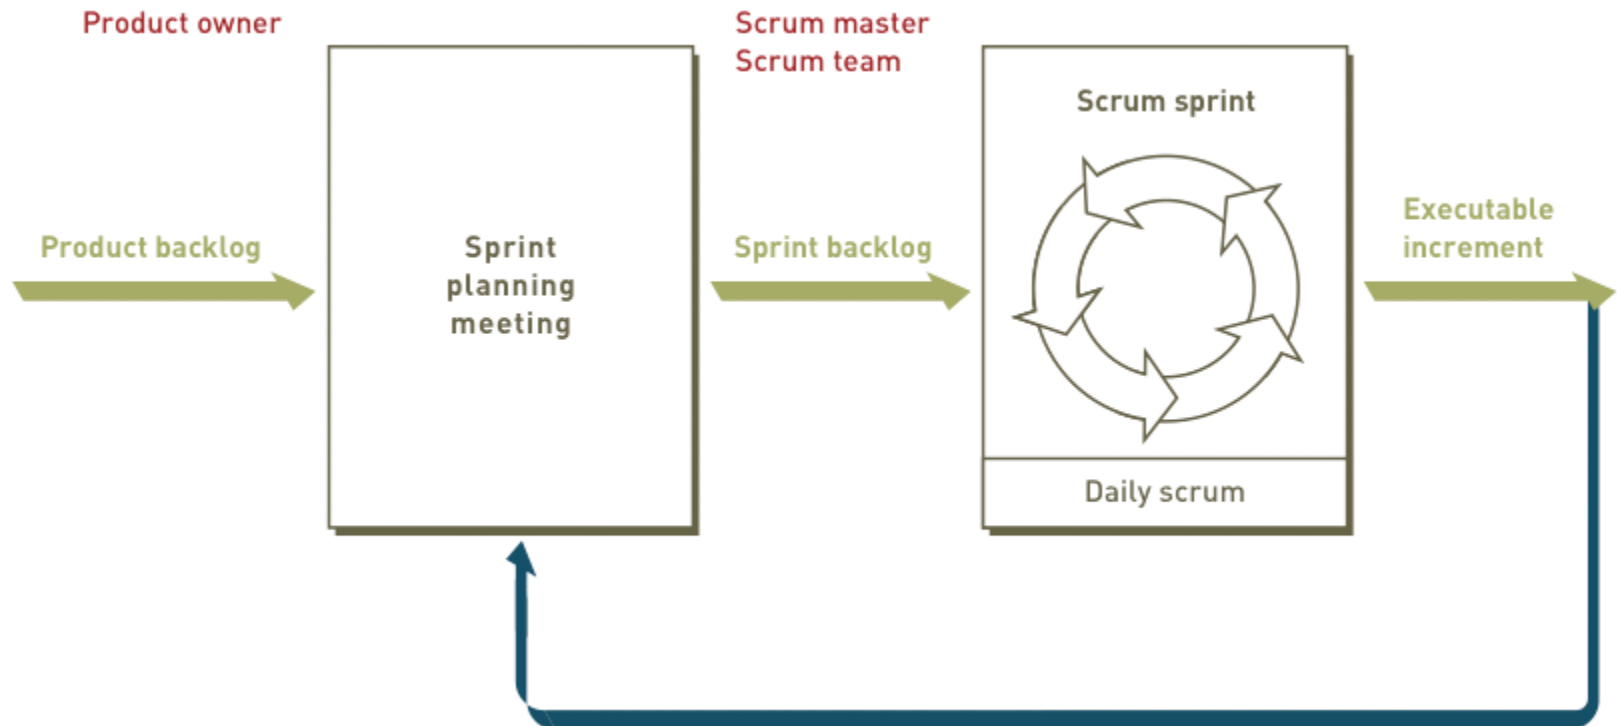 Product owner
Scrum master
Scrum team
Scrum sprint
Product backlog
Sprint
planning
meeting
Sprint backlog
Executable
increment
Daily scrum